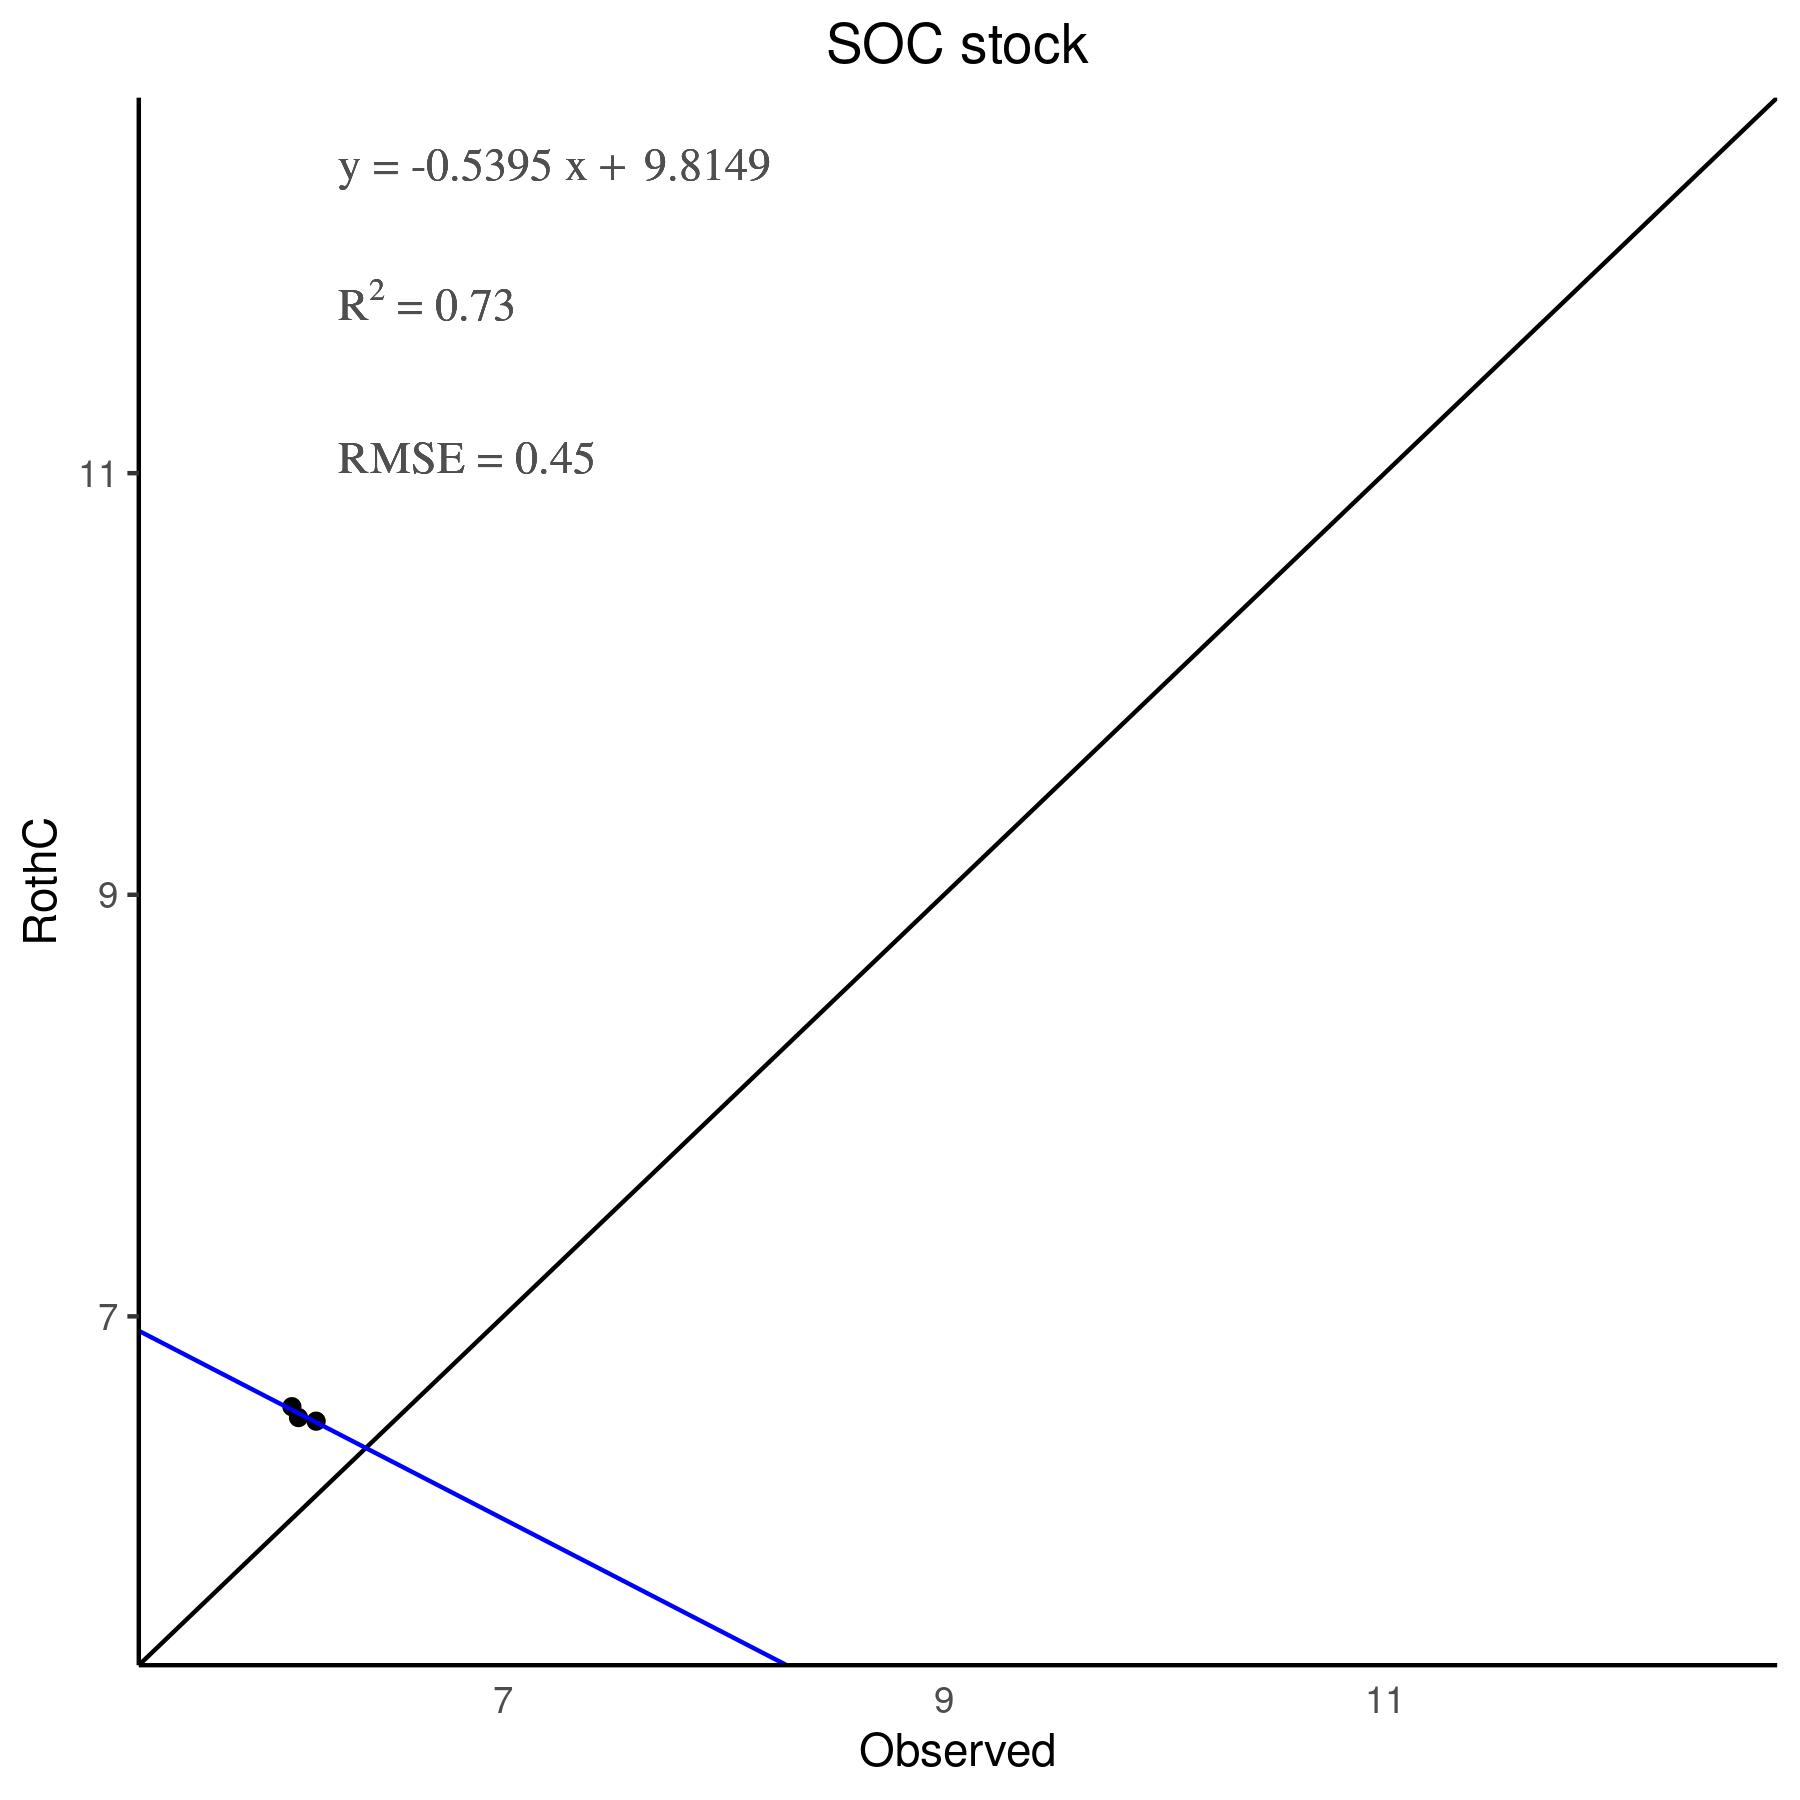 SOC stock
y = -0.5395 x + 9.8149
R² = 0.73
RMSE = 0.45
11
9
7
RothC
7 9 11
Observed